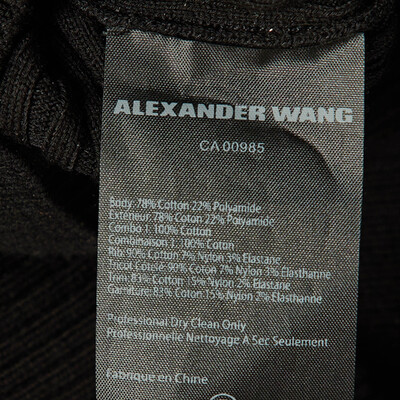 ALEXANDER WANG
CA 00985
Body: 78% Cotton 22% Polyamide
Exterieur: 78% Coton 22% Polyamide
Combo 1: 100% Cotton
Combinaison 1: 100% Coton
Rib: 90% Cotton 7% Nylon 3% Elastane
Tricot Cotele: 90% Coton 7% Nylon 3% Elasthanne
Trim: 83% Cotton 15% Nylon 2% Elastane
Garniture: 83% Coton 15% Nylon 2% Elasthanne
Professional Dry Clean Only
Professionnelle Nettoyage A Sec Seulement
Fabrique en Chine